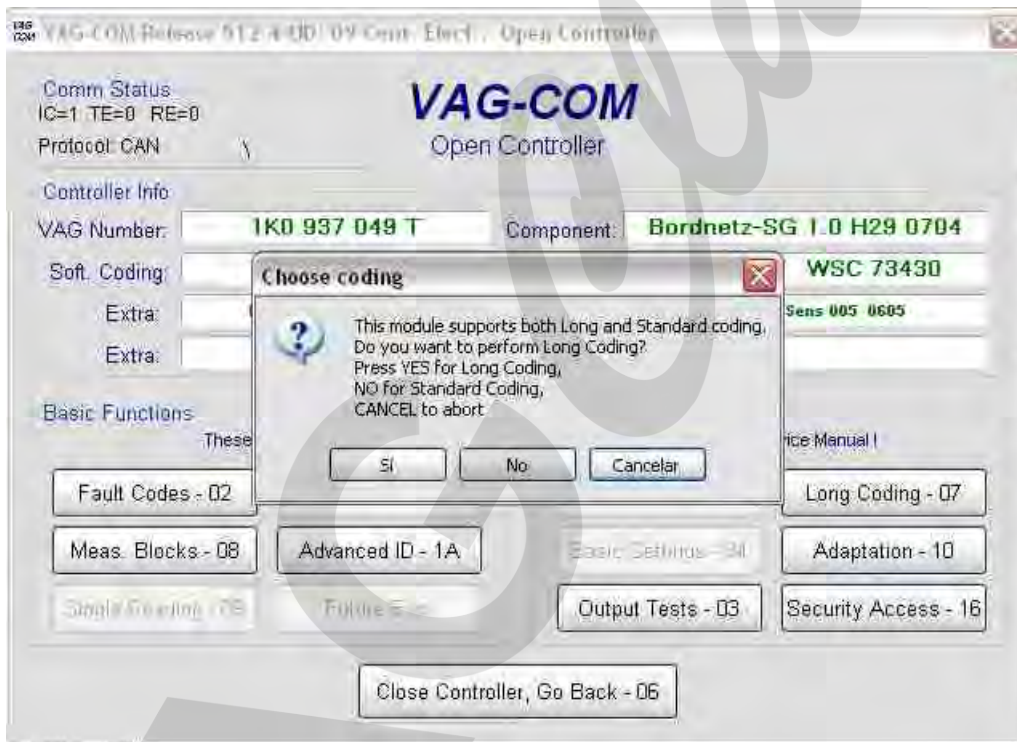 VAG-COM Release 512.4-UD: 09-Cent. Elect., Open Controller
Comm Status
IC=1 TE=0 RE=0
Protocol: CAN
VAG-COM
Open Controller
Controller Info
VAG Number:
1K0 937 049 T
Component:
Bordnetz-SG 1.0 H29 0704
Soft. Coding:
WSC 73430
Extra:
Sens 005 0605
Extra:
Choose coding
This module supports both Long and Standard coding.
Do you want to perform Long Coding?
Press YES for Long Coding,
NO for Standard Coding,
CANCEL to abort
Sí
No
Cancelar
Basic Functions
These
ice Manual !
Fault Codes - 02
Long Coding - 07
Meas. Blocks - 08
Advanced ID - 1A
Basic Settings - 04
Adaptation - 10
Output Tests - 03
Security Access - 16
Close Controller, Go Back - 06